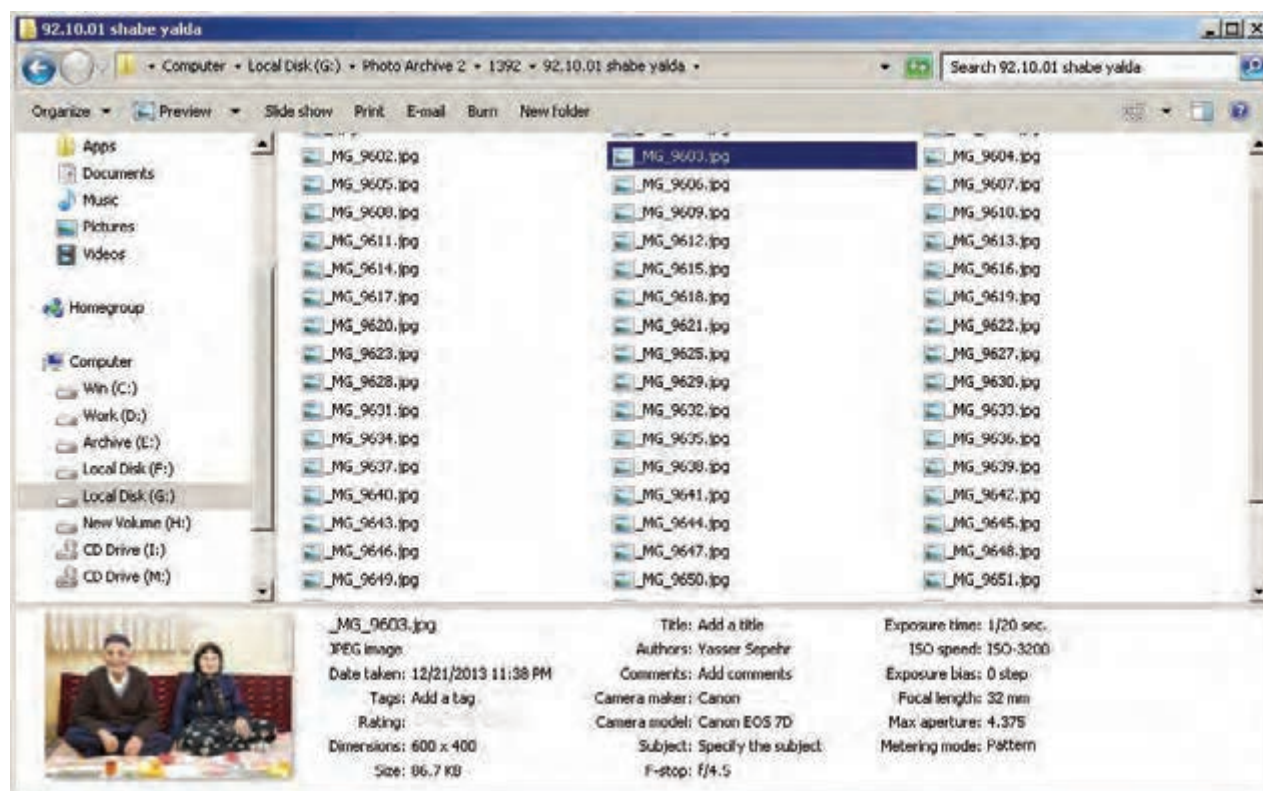 92.10.01 shabe yalda
Computer Local Disk (G:) Photo Archive 2 1392 92.10.01 shabe yalda
Search 92.10.01 shabe yalda
Organize Preview Slide show Print E-mail Burn New folder
Apps
Documents
Music
Pictures
Videos
Homegroup
Computer
Win (C:)
Work (D:)
Archive (E:)
Local Disk (F:)
Local Disk (G:)
New Volume (H:)
CD Drive (I:)
CD Drive (M:)
_MG_9602.jpg _MG_9603.jpg _MG_9604.jpg
_MG_9605.jpg _MG_9606.jpg _MG_9607.jpg
_MG_9608.jpg _MG_9609.jpg _MG_9610.jpg
_MG_9611.jpg _MG_9612.jpg _MG_9613.jpg
_MG_9614.jpg _MG_9615.jpg _MG_9616.jpg
_MG_9617.jpg _MG_9618.jpg _MG_9619.jpg
_MG_9620.jpg _MG_9621.jpg _MG_9622.jpg
_MG_9623.jpg _MG_9625.jpg _MG_9627.jpg
_MG_9628.jpg _MG_9629.jpg _MG_9630.jpg
_MG_9631.jpg _MG_9632.jpg _MG_9633.jpg
_MG_9634.jpg _MG_9635.jpg _MG_9636.jpg
_MG_9637.jpg _MG_9638.jpg _MG_9639.jpg
_MG_9640.jpg _MG_9641.jpg _MG_9642.jpg
_MG_9643.jpg _MG_9644.jpg _MG_9645.jpg
_MG_9646.jpg _MG_9647.jpg _MG_9648.jpg
_MG_9649.jpg _MG_9650.jpg _MG_9651.jpg
_MG_9603.jpg
JPEG image
Date taken: 12/21/2013 11:38 PM
Tags: Add a tag
Rating:
Dimensions: 600 x 400
Size: 86.7 KB
Title: Add a title
Authors: Yasser Sepehr
Comments: Add comments
Camera maker: Canon
Camera model: Canon EOS 7D
Subject: Specify the subject
F-stop: f/4.5
Exposure time: 1/20 sec.
ISO speed: ISO-3200
Exposure bias: 0 step
Focal length: 32 mm
Max aperture: 4.375
Metering mode: Pattern